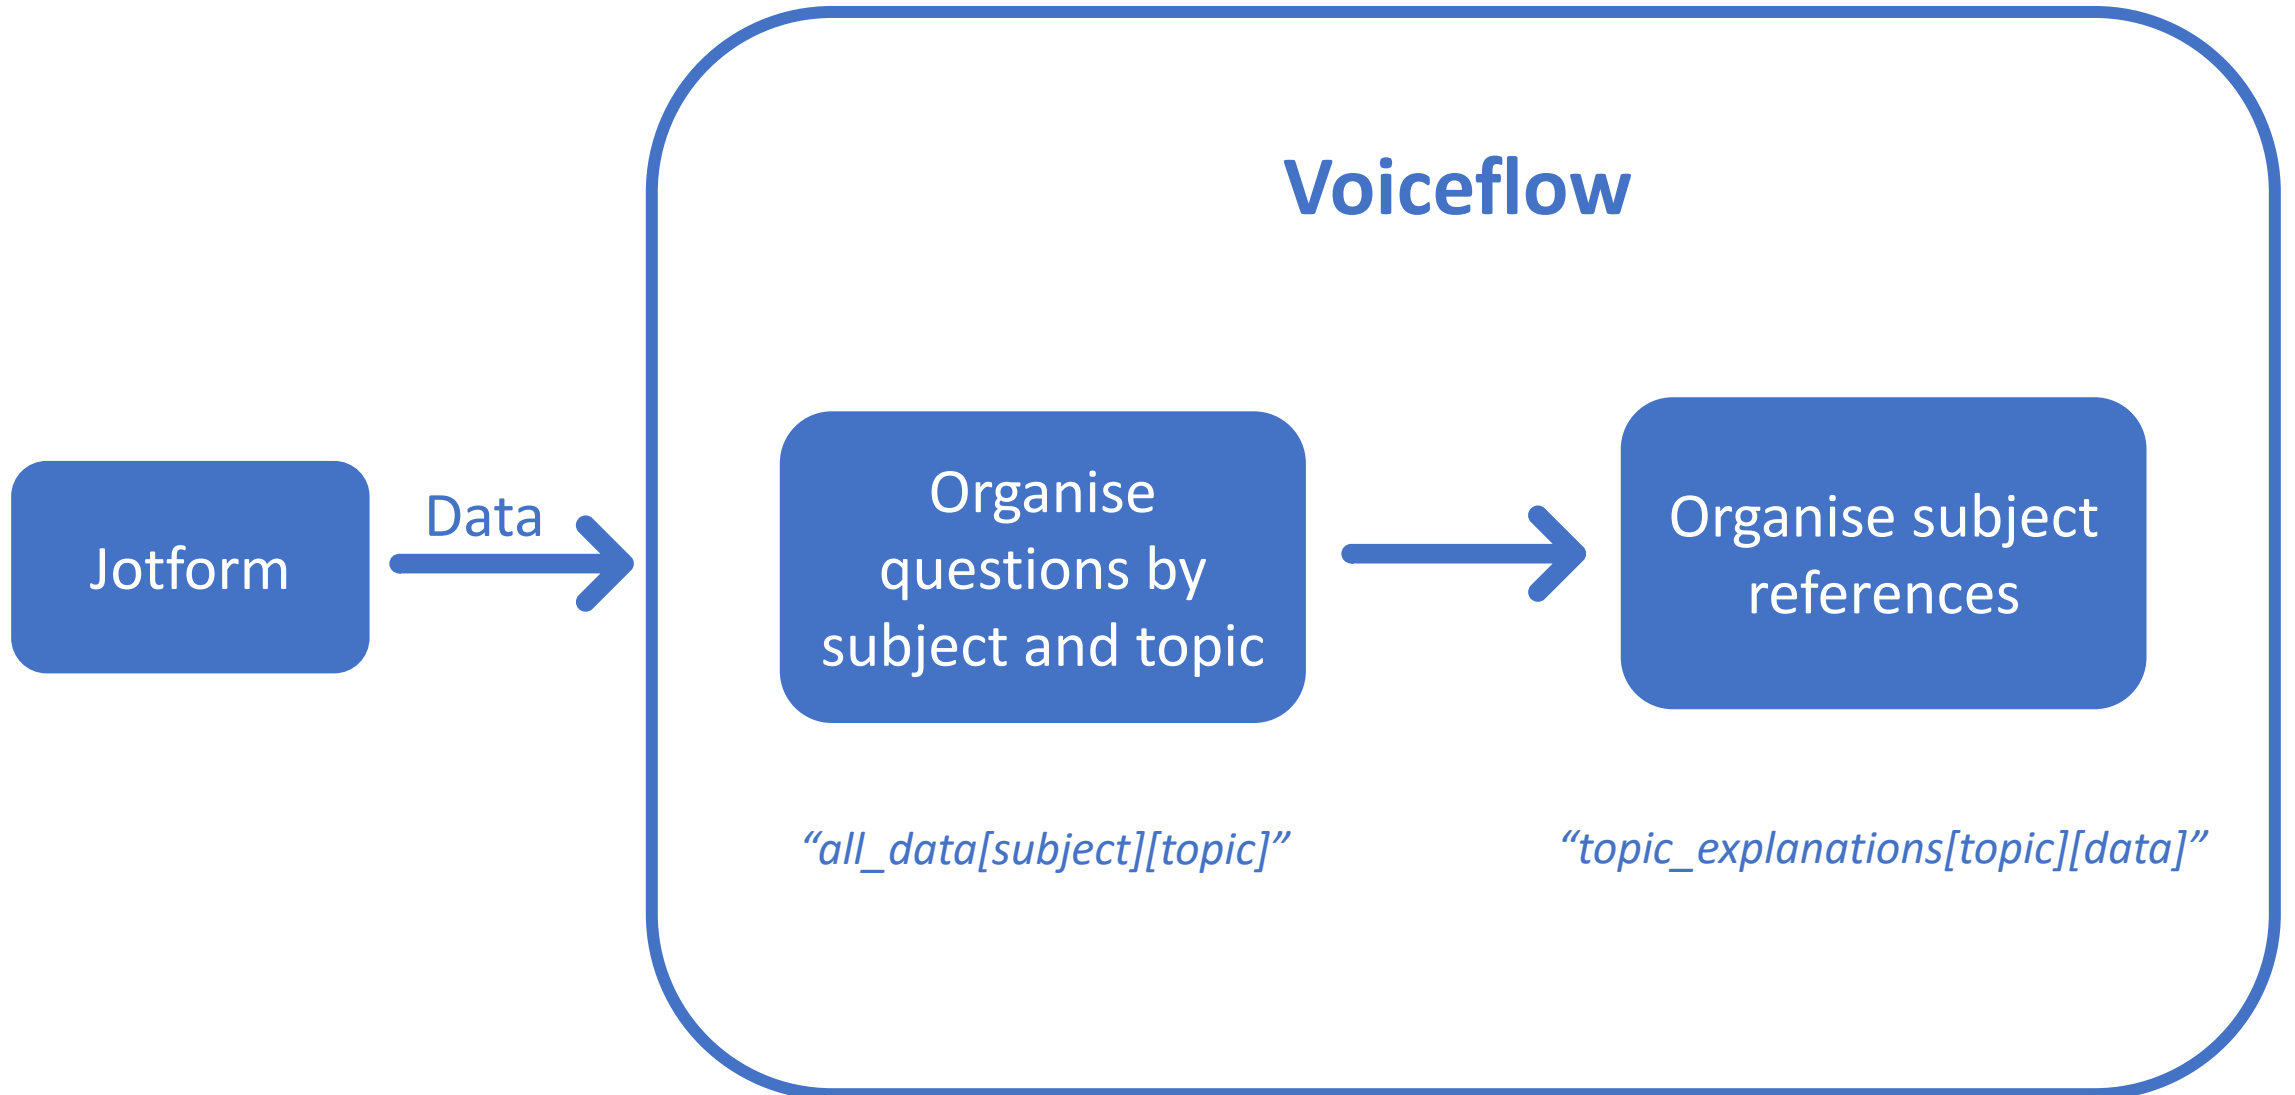 Voiceflow
Jotform
Data
Organise
questions by
subject and topic
Organise subject
references
“all_data[subject][topic]”
“topic_explanations[topic][data]”